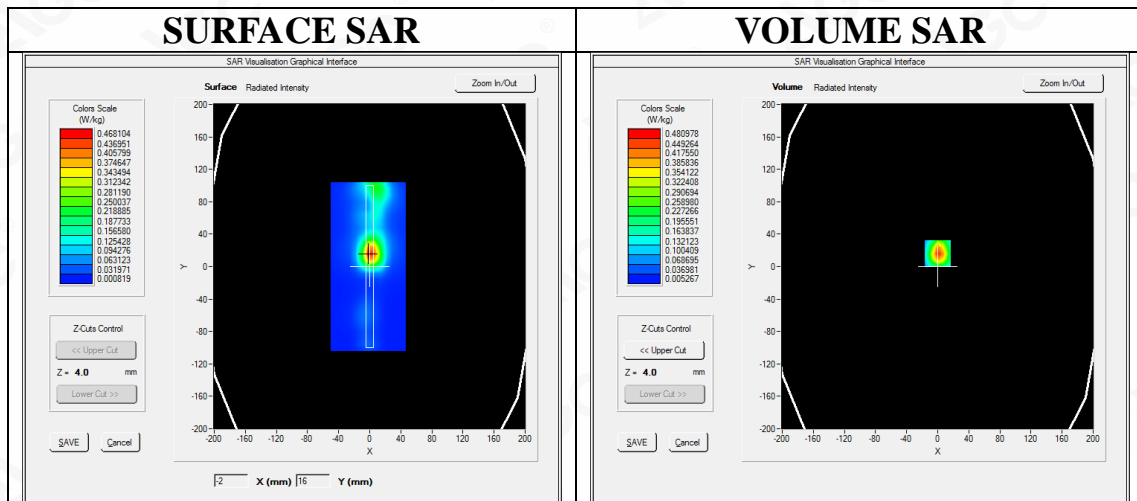 SURFACE SAR
SAR Visualisation Graphical Interface
Surface Radiated Intensity
Zoom In/Out
Colors Scale
(W/kg)
0.468104
0.436951
0.405799
0.374647
0.343494
0.312342
0.281190
0.250037
0.218885
0.187733
0.156580
0.125428
0.094276
0.063123
0.031971
0.000819
200
160
120
80
40
0
-40
-80
-120
-160
-200
Y
-200 -160 -120 -80 -40 0 40 80 120 160 200
X
Z-Cuts Control
<< Upper Cut
Z = 4.0 mm
Lower Cut >>
SAVE Cancel
-2 X (mm) 16 Y (mm)
VOLUME SAR
SAR Visualisation Graphical Interface
Volume Radiated Intensity
Zoom In/Out
Colors Scale
(W/kg)
0.480978
0.449264
0.417550
0.385836
0.354122
0.322408
0.290694
0.258980
0.227266
0.195551
0.163837
0.132123
0.100409
0.068695
0.036981
0.005267
200
160
120
80
40
0
-40
-80
-120
-160
-200
Y
-200 -160 -120 -80 -40 0 40 80 120 160 200
X
Z-Cuts Control
<< Upper Cut
Z = 4.0 mm
Lower Cut >>
SAVE Cancel